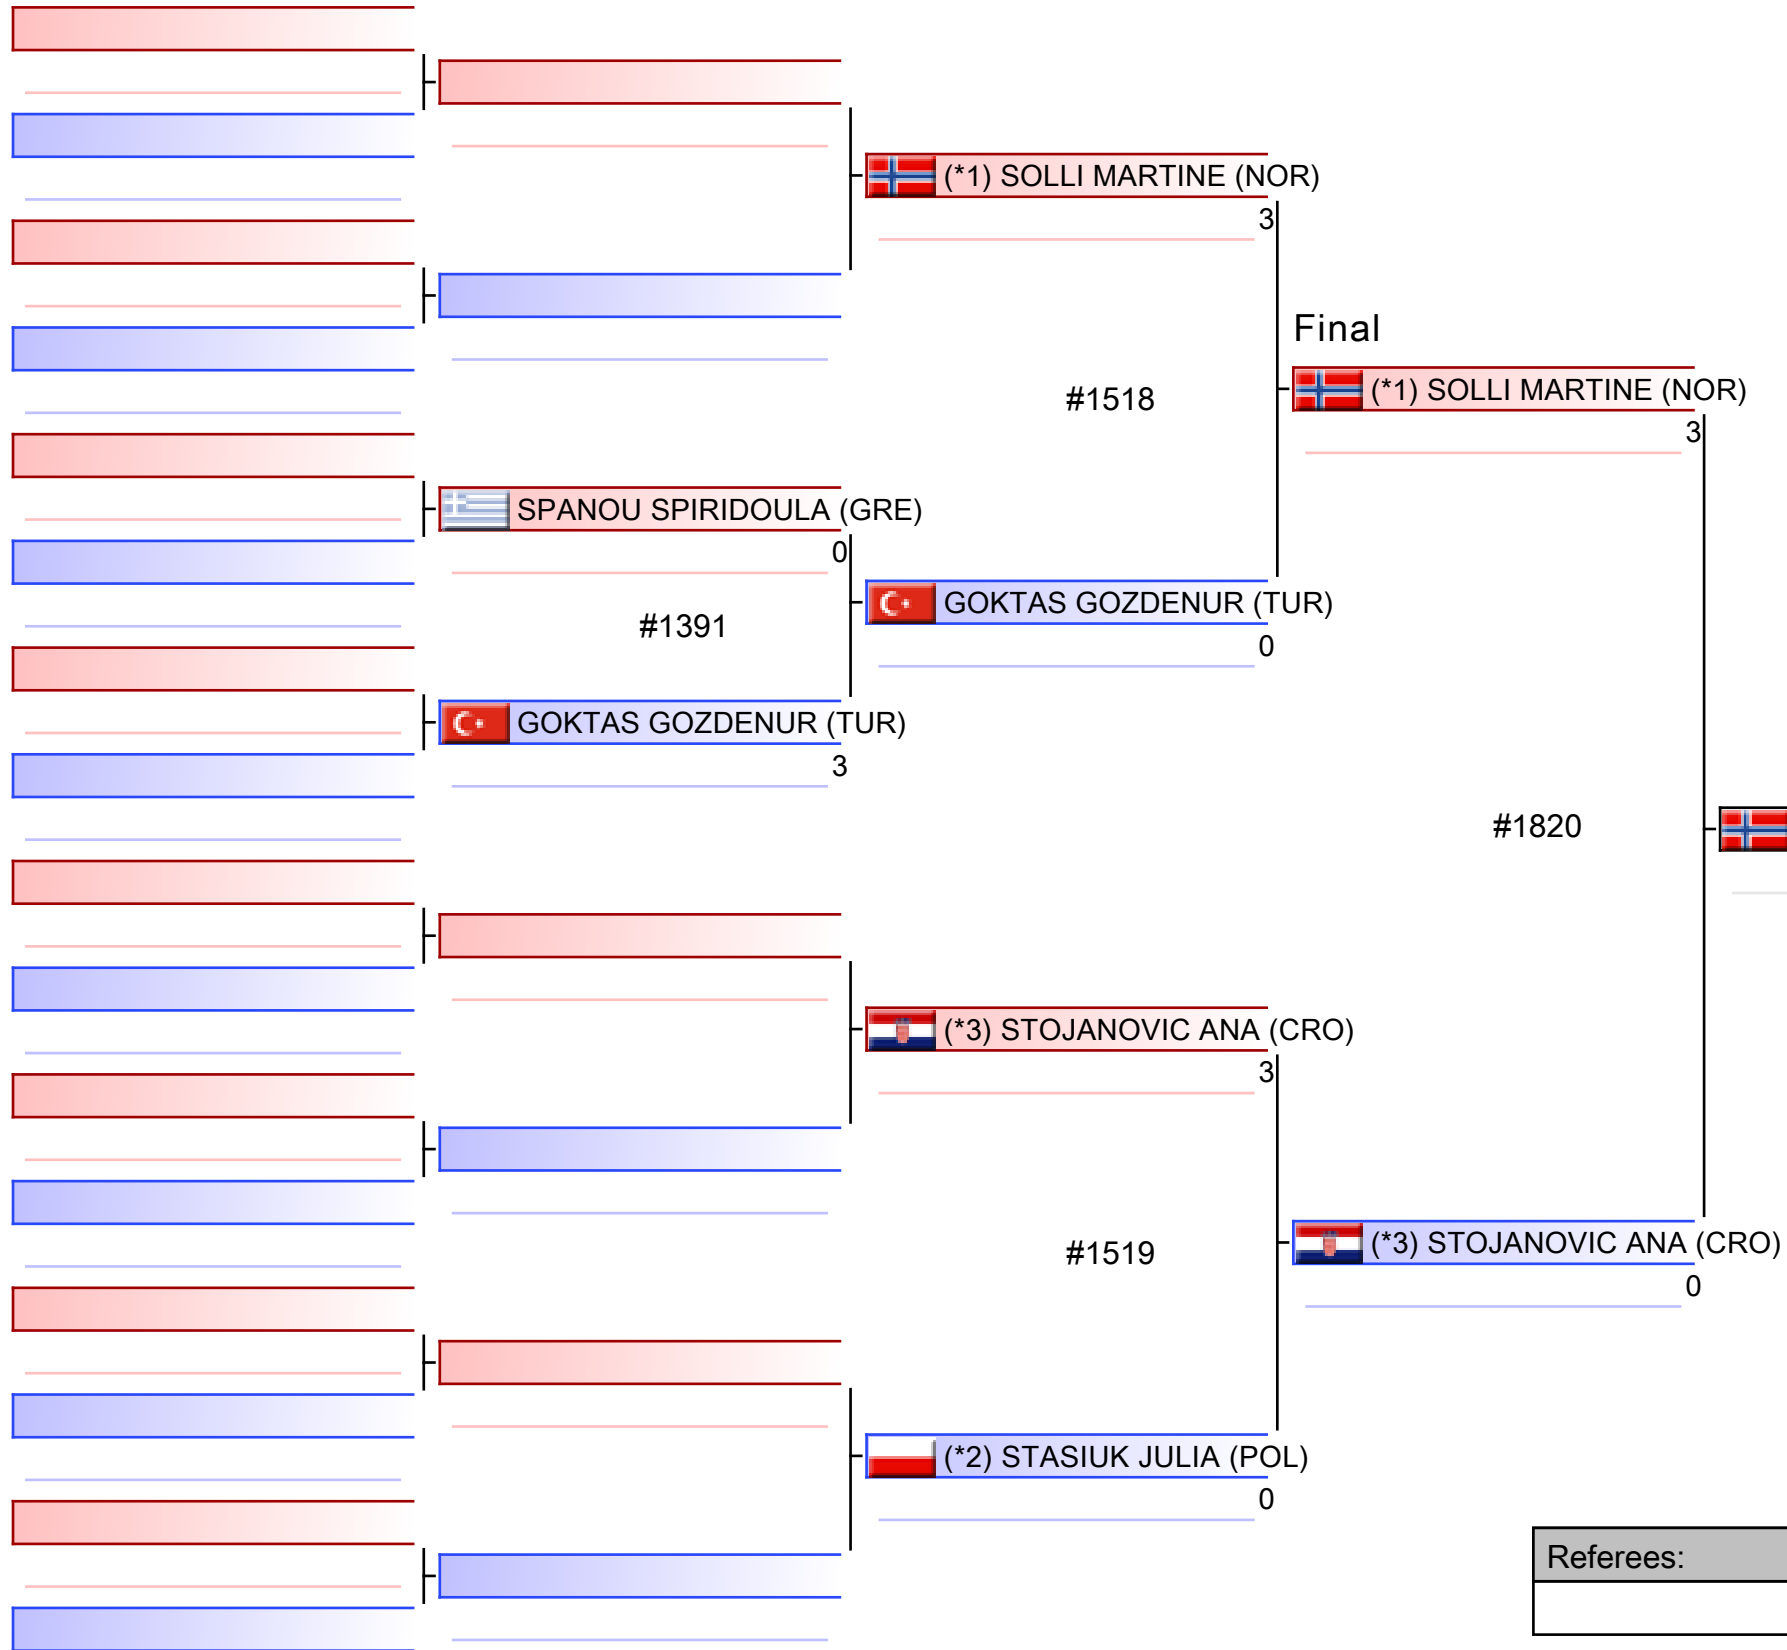 (*1) SOLLI MARTINE (NOR)
3
Final
#1518
(*1) SOLLI MARTINE (NOR)
3
SPANOU SPIRIDOULA (GRE)
0
#1391
GOKTAS GOZDENUR (TUR)
0
GOKTAS GOZDENUR (TUR)
3
#1820
(*3) STOJANOVIC ANA (CRO)
3
#1519
(*3) STOJANOVIC ANA (CRO)
0
(*2) STASIUK JULIA (POL)
0
Referees: